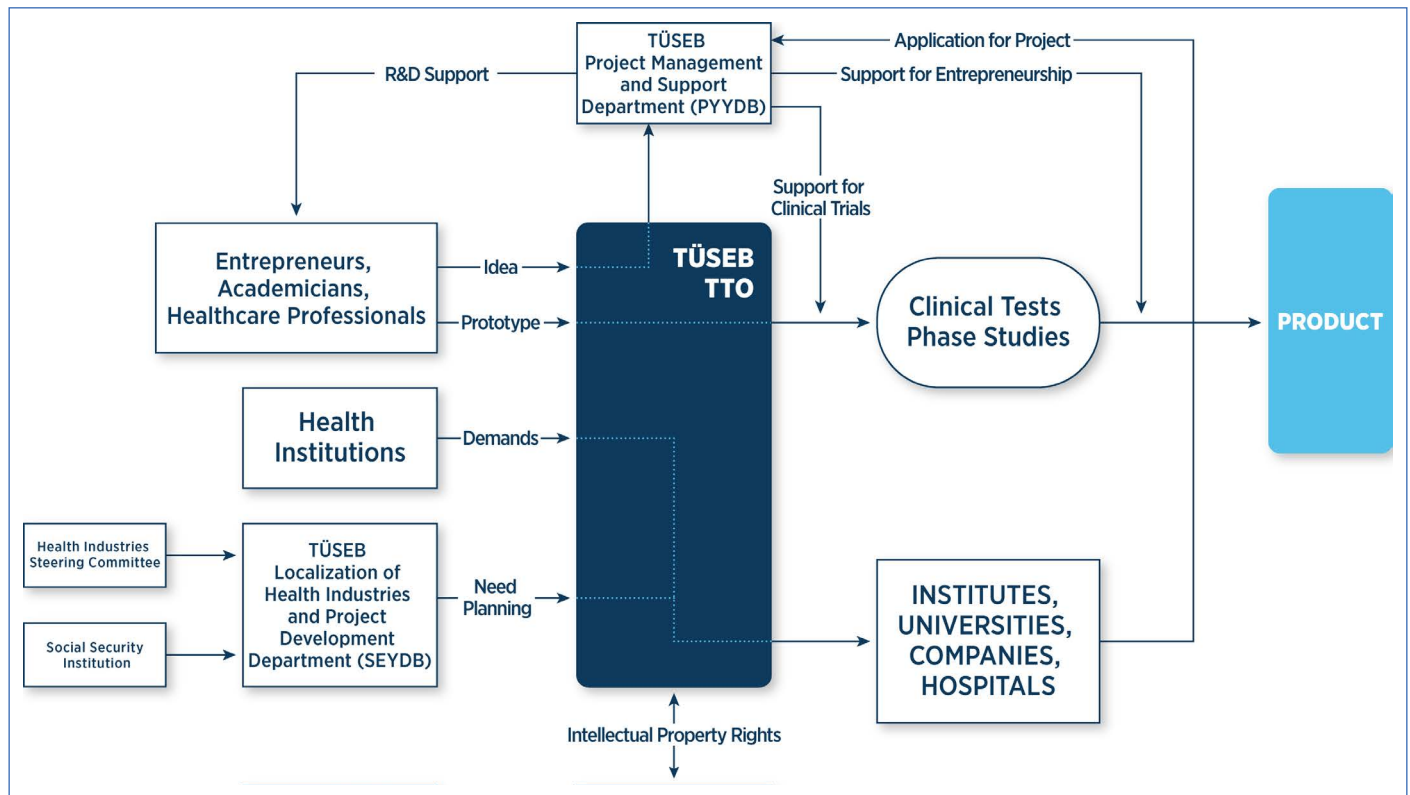 TÜSEB
Project Management
and Support
Department (PYYDB)
Application for Project
R&D Support
Support for Entrepreneurship
Support for
Clinical Trials
Entrepreneurs,
Academicians,
Healthcare Professionals
Idea
Prototype
TÜSEB
TTO
Clinical Tests
Phase Studies
PRODUCT
Health
Institutions
Demands
Health Industries
Steering Committee
Social Security
Institution
TÜSEB
Localization of
Health Industries
and Project
Development
Department (SEYDB)
Need
Planning
INSTITUTES,
UNIVERSITIES,
COMPANIES,
HOSPITALS
Intellectual Property Rights